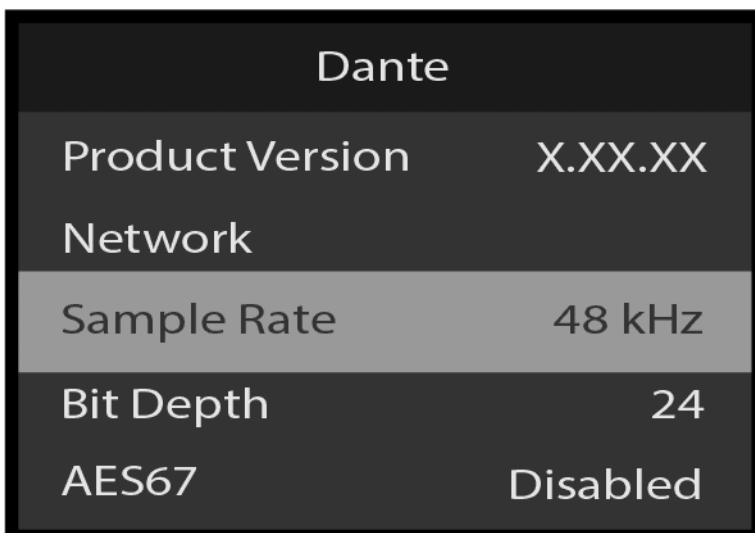 Dante
Product Version X.XX.XX
Network
Sample Rate 48 kHz
Bit Depth 24
AES67 Disabled